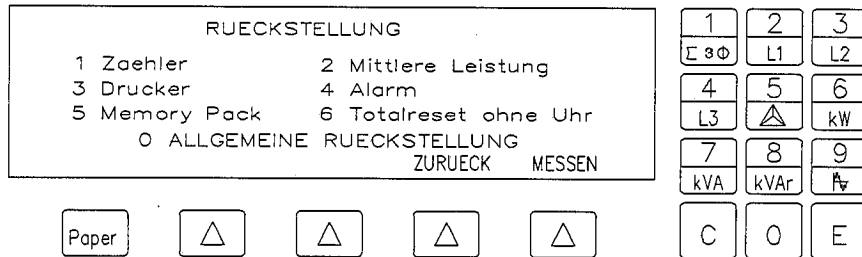 RUECKSTELLUNG
1 Zaehler 2 Mittlere Leistung
3 Drucker 4 Alarm
5 Memory Pack 6 Totalreset ohne Uhr
0 ALLGEMEINE RUECKSTELLUNG
ZURUECK MESSEN
Paper
1 2 3
Σ 3Φ L1 L2
4 5 6
L3 kW
7 8 9
kVA kVAr
C 0 E